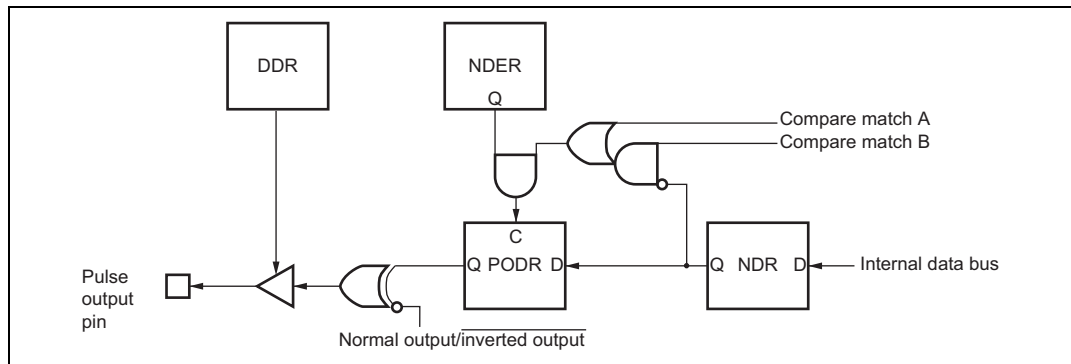 DDR
NDER
Q
Compare match A
Compare match B
C
Q PODR D
Q NDR D
Internal data bus
Pulse
output
pin
Normal output/inverted output